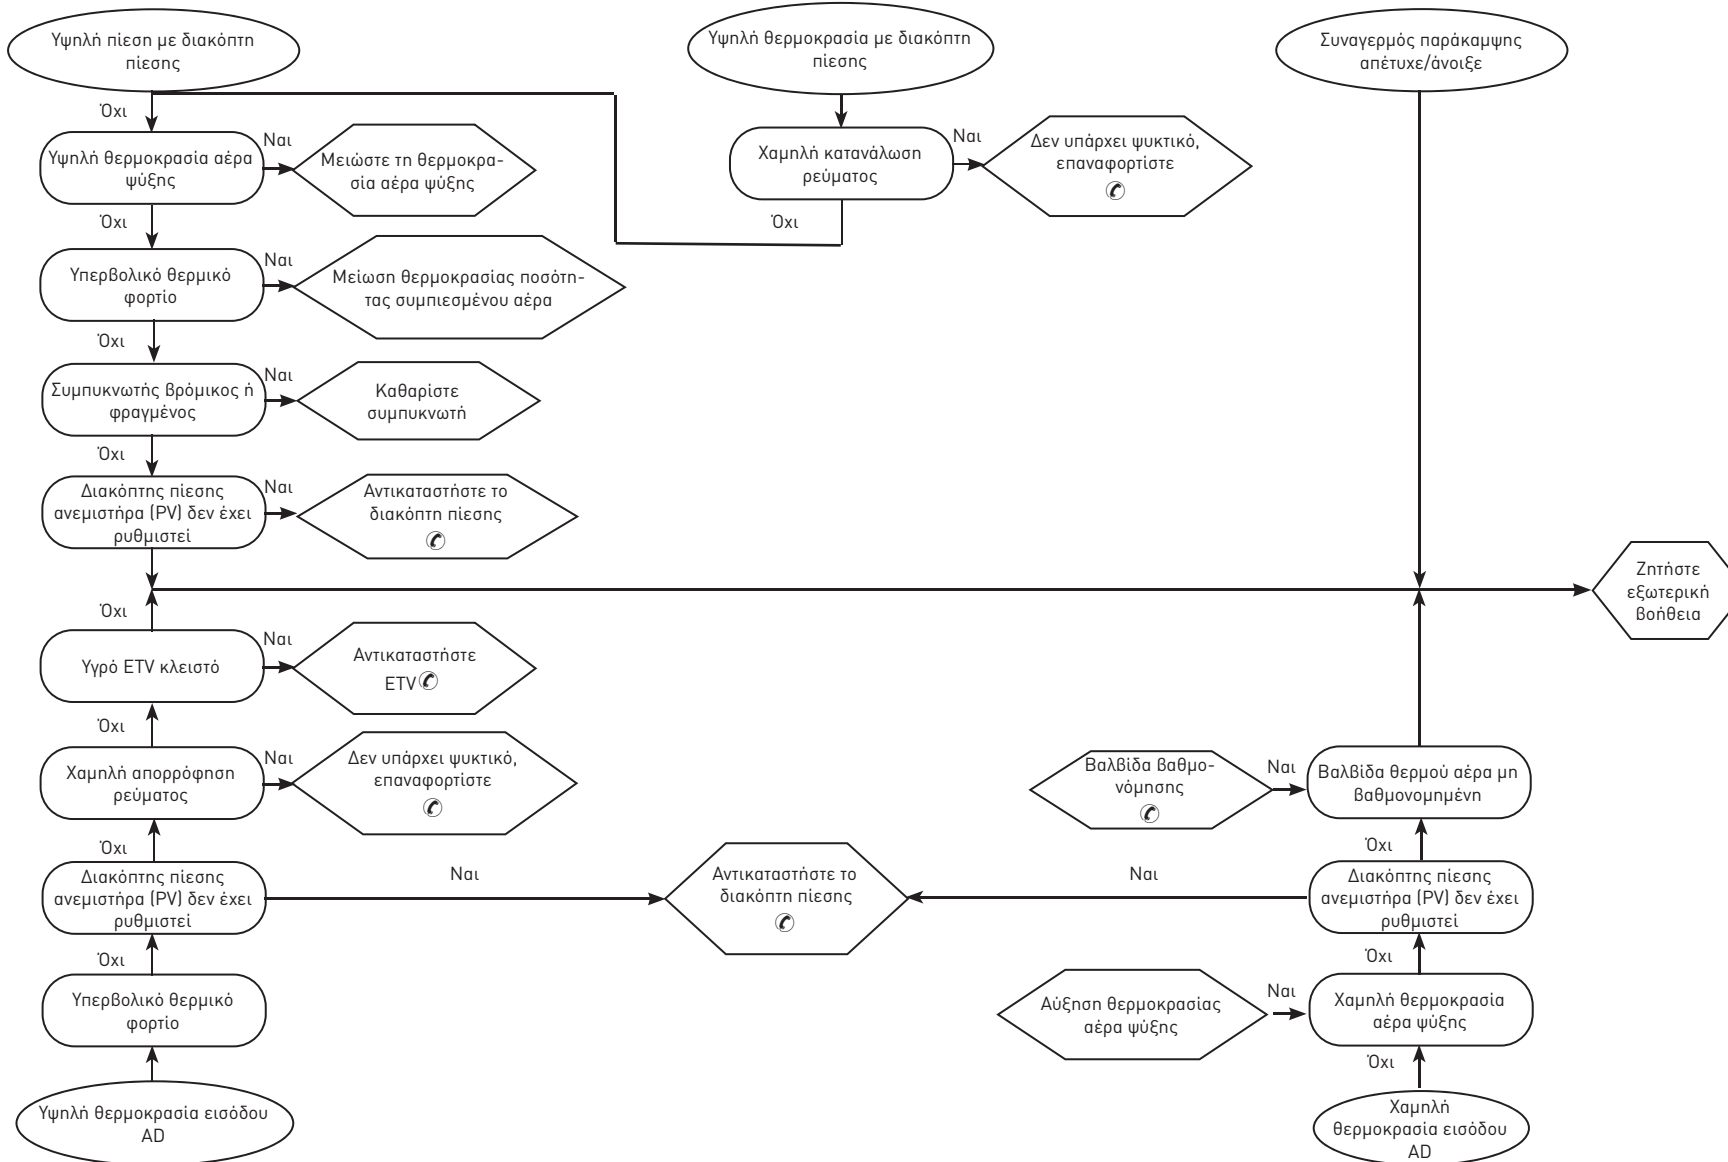 Υψηλή πίεση με διακόπτη
πίεσης
Όχι
Υψηλή θερμοκρασία αέρα
ψύξης
Ναι
Μειώστε τη θερμοκρα-
σία αέρα ψύξης
Όχι
Υπερβολικό θερμικό
φορτίο
Ναι
Μείωση θερμοκρασίας ποσότη-
τας συμπιεσμένου αέρα
Όχι
Συμπυκνωτής βρόμικος ή
φραγμένος
Ναι
Καθαρίστε
συμπυκνωτή
Όχι
Διακόπτης πίεσης
ανεμιστήρα (PV) δεν έχει
ρυθμιστεί
Ναι
Αντικαταστήστε το
διακόπτη πίεσης
Υψηλή θερμοκρασία με διακόπτη
πίεσης
Χαμηλή κατανάλωση
ρεύματος
Ναι
Δεν υπάρχει ψυκτικό,
επαναφορτίστε
Όχι
Συναγερμός παράκαμψης
απέτυχε/άνοιξε
Ζητήστε
εξωτερική
βοήθεια
Όχι
Υγρό ETV κλειστό
Ναι
Αντικαταστήστε
ETV
Όχι
Χαμηλή απορρόφηση
ρεύματος
Ναι
Δεν υπάρχει ψυκτικό,
επαναφορτίστε
Όχι
Διακόπτης πίεσης
ανεμιστήρα (PV) δεν έχει
ρυθμιστεί
Ναι
Αντικαταστήστε το
διακόπτη πίεσης
Όχι
Υπερβολικό θερμικό
φορτίο
Υψηλή θερμοκρασία εισόδου
AD
Βαλβίδα βαθμο-
νόμησης
Ναι
Βαλβίδα θερμού αέρα μη
βαθμονομημένη
Όχι
Ναι
Διακόπτης πίεσης
ανεμιστήρα (PV) δεν έχει
ρυθμιστεί
Όχι
Αύξηση θερμοκρασίας
αέρα ψύξης
Ναι
Χαμηλή θερμοκρασία
αέρα ψύξης
Όχι
Χαμηλή
θερμοκρασία εισόδου
AD